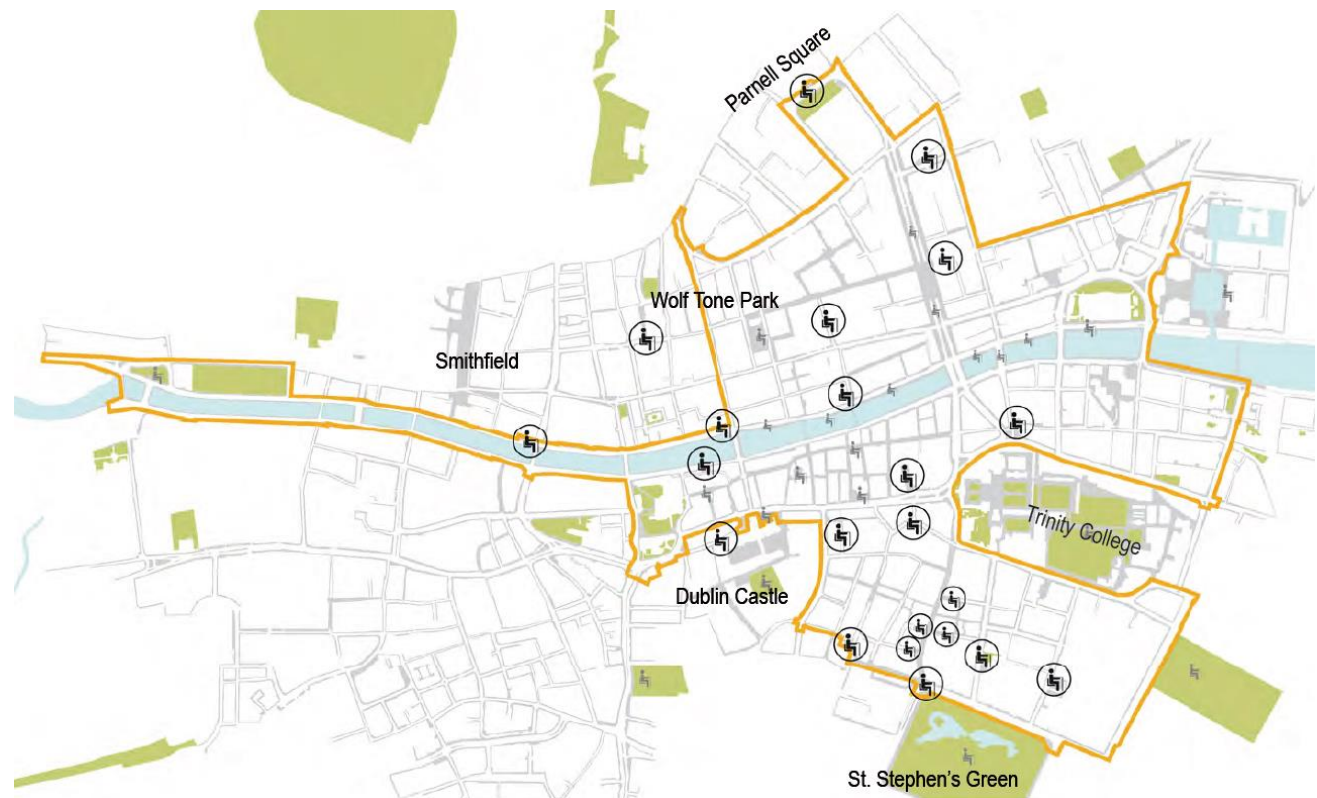 Parnell Square
Wolf Tone Park
Smithfield
Trinity College
Dublin Castle
St. Stephen's Green